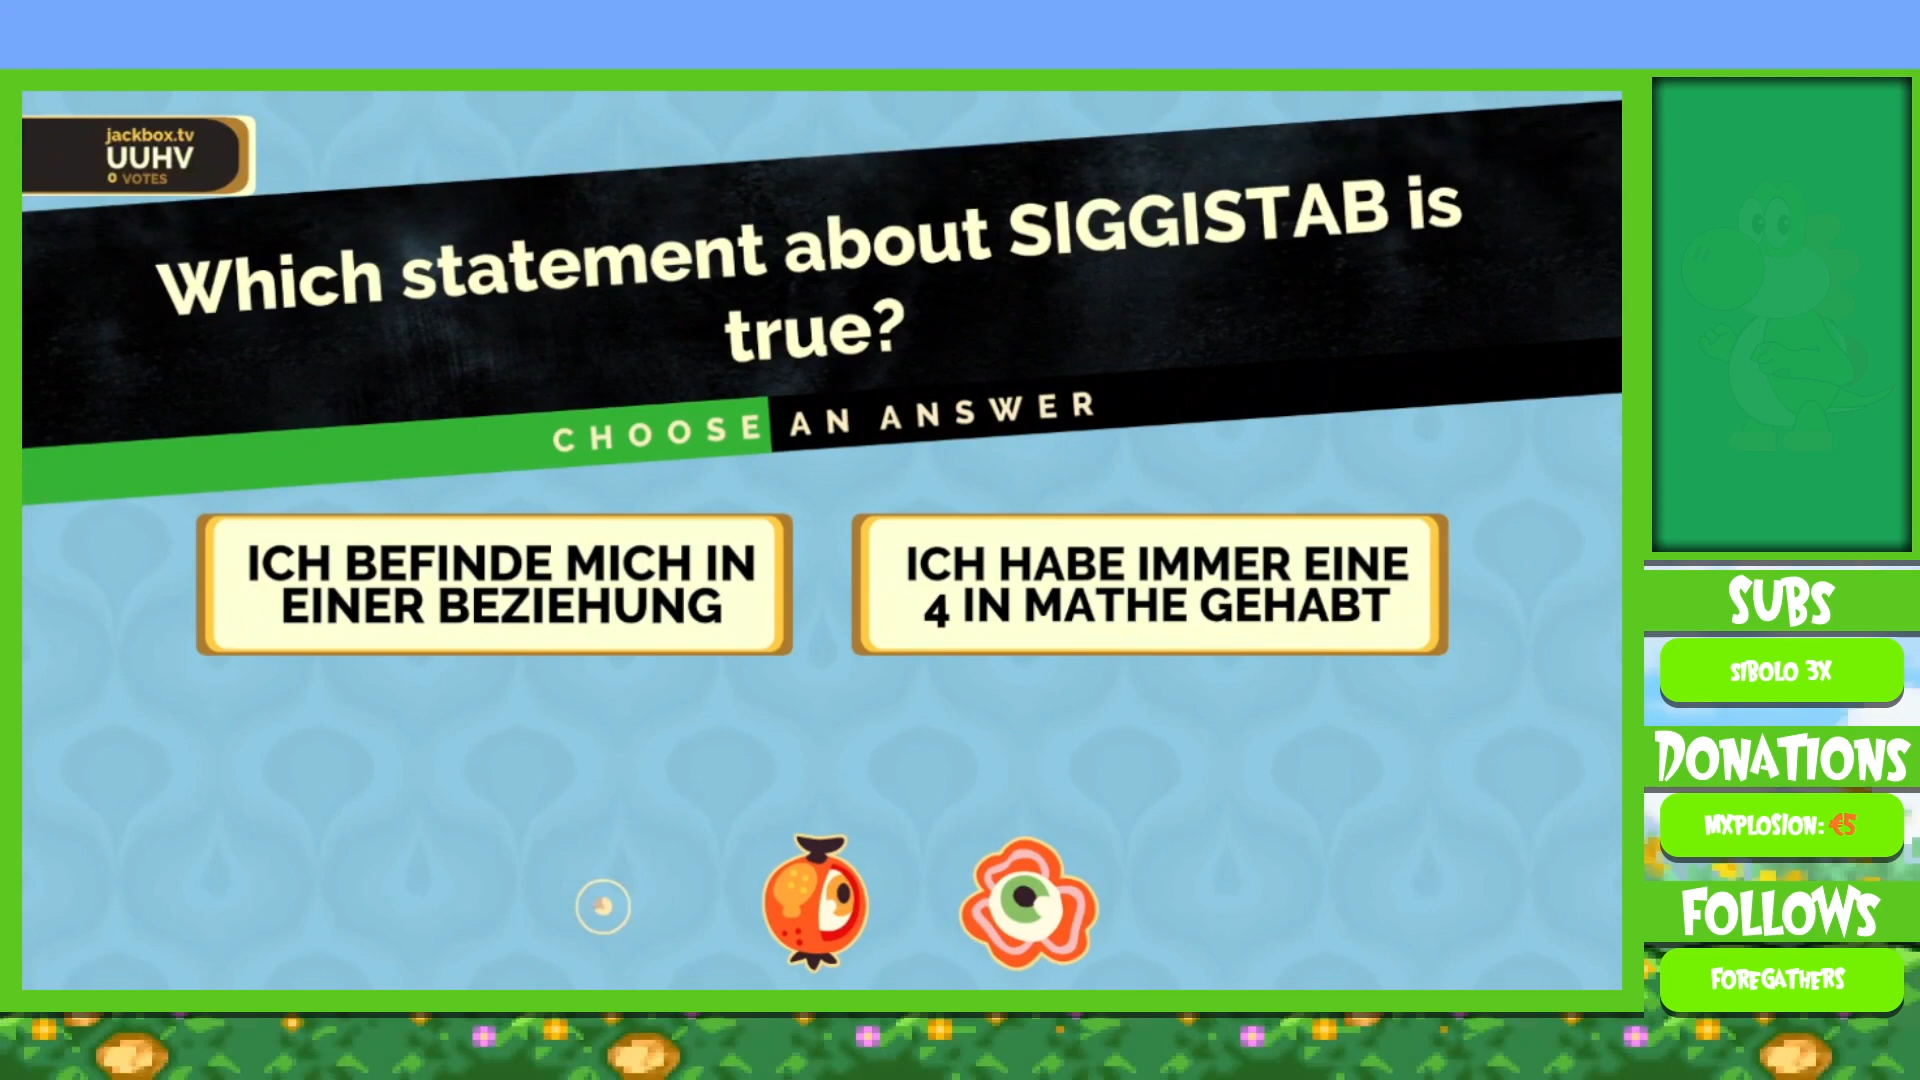 jackbox.tv
UUHV
0 VOTES
Which statement about SIGGISTAB is
true?
CHOOSE AN ANSWER
ICH BEFINDE MICH IN
EINER BEZIEHUNG
ICH HABE IMMER EINE
4 IN MATHE GEHABT
SUBS
SIBOLO 3X
DONATIONS
MXPLOSION: €5
FOLLOWS
FOREGATHERS